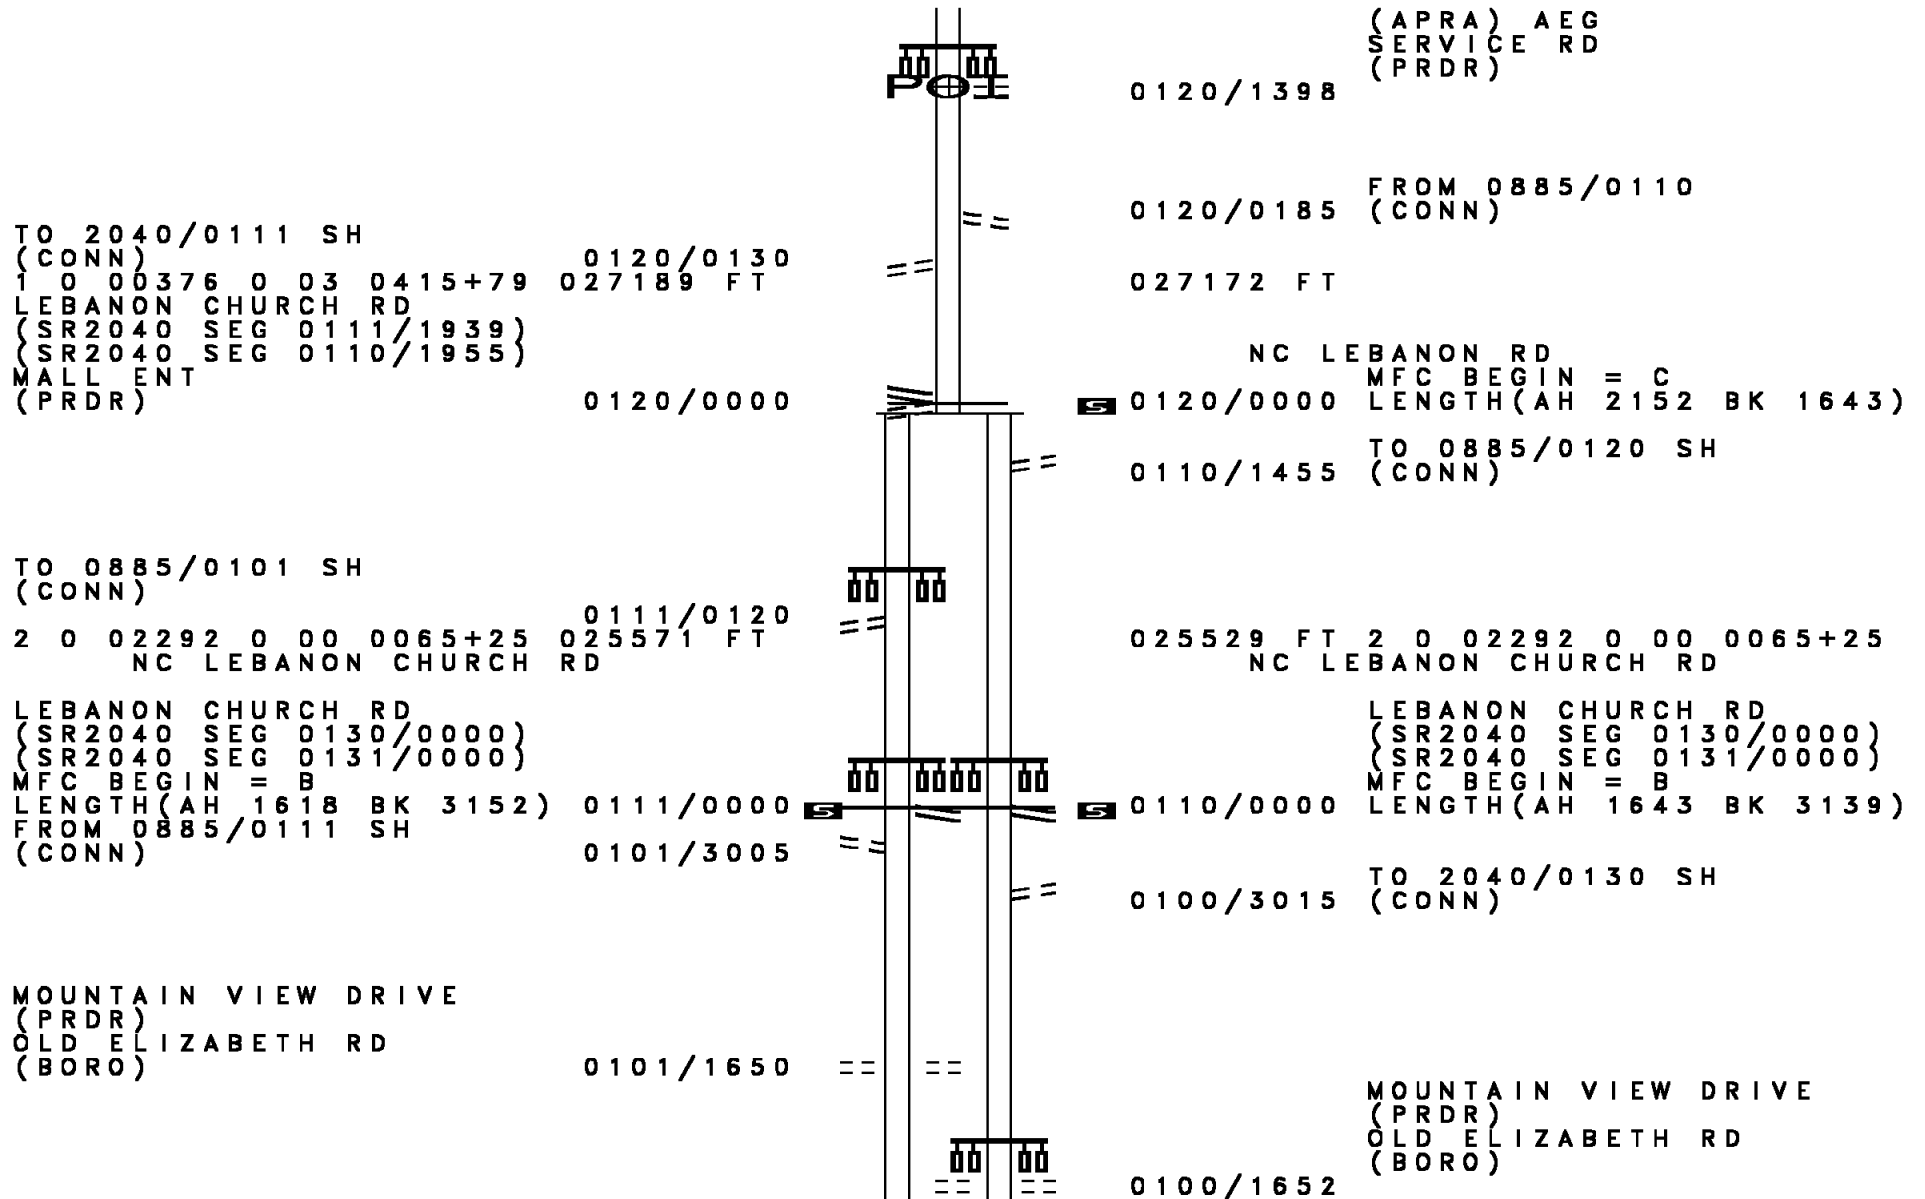 (APRA) AEG
SERVICE RD
(PRDR)
0120/1398
FROM 0885/0110
0120/0185 (CONN)
TO 2040/0111 SH
(CONN) 0120/0130
1 0 00376 0 03 0415+79 027189 FT 027172 FT
LEBANON CHURCH RD
(SR2040 SEG 0111/1939)
(SR2040 SEG 0110/1955) NC LEBANON RD
MALL ENT MFC BEGIN = C
(PRDR) 0120/0000 S 0120/0000 LENGTH(AH 2152 BK 1643)
TO 0885/0120 SH
0110/1455 (CONN)
TO 0885/0101 SH
(CONN)
0111/0120
2 0 02292 0 00 0065+25 025571 FT 025529 FT 2 0 02292 0 00 0065+25
NC LEBANON CHURCH RD NC LEBANON CHURCH RD
LEBANON CHURCH RD LEBANON CHURCH RD
(SR2040 SEG 0130/0000) (SR2040 SEG 0130/0000)
(SR2040 SEG 0131/0000) (SR2040 SEG 0131/0000)
MFC BEGIN = B MFC BEGIN = B
LENGTH(AH 1618 BK 3152) 0111/0000 S S 0110/0000 LENGTH(AH 1643 BK 3139)
FROM 0885/0111 SH
(CONN) 0101/3005
TO 2040/0130 SH
0100/3015 (CONN)
MOUNTAIN VIEW DRIVE
(PRDR)
OLD ELIZABETH RD
(BORO) 0101/1650
MOUNTAIN VIEW DRIVE
(PRDR)
OLD ELIZABETH RD
(BORO)
0100/1652